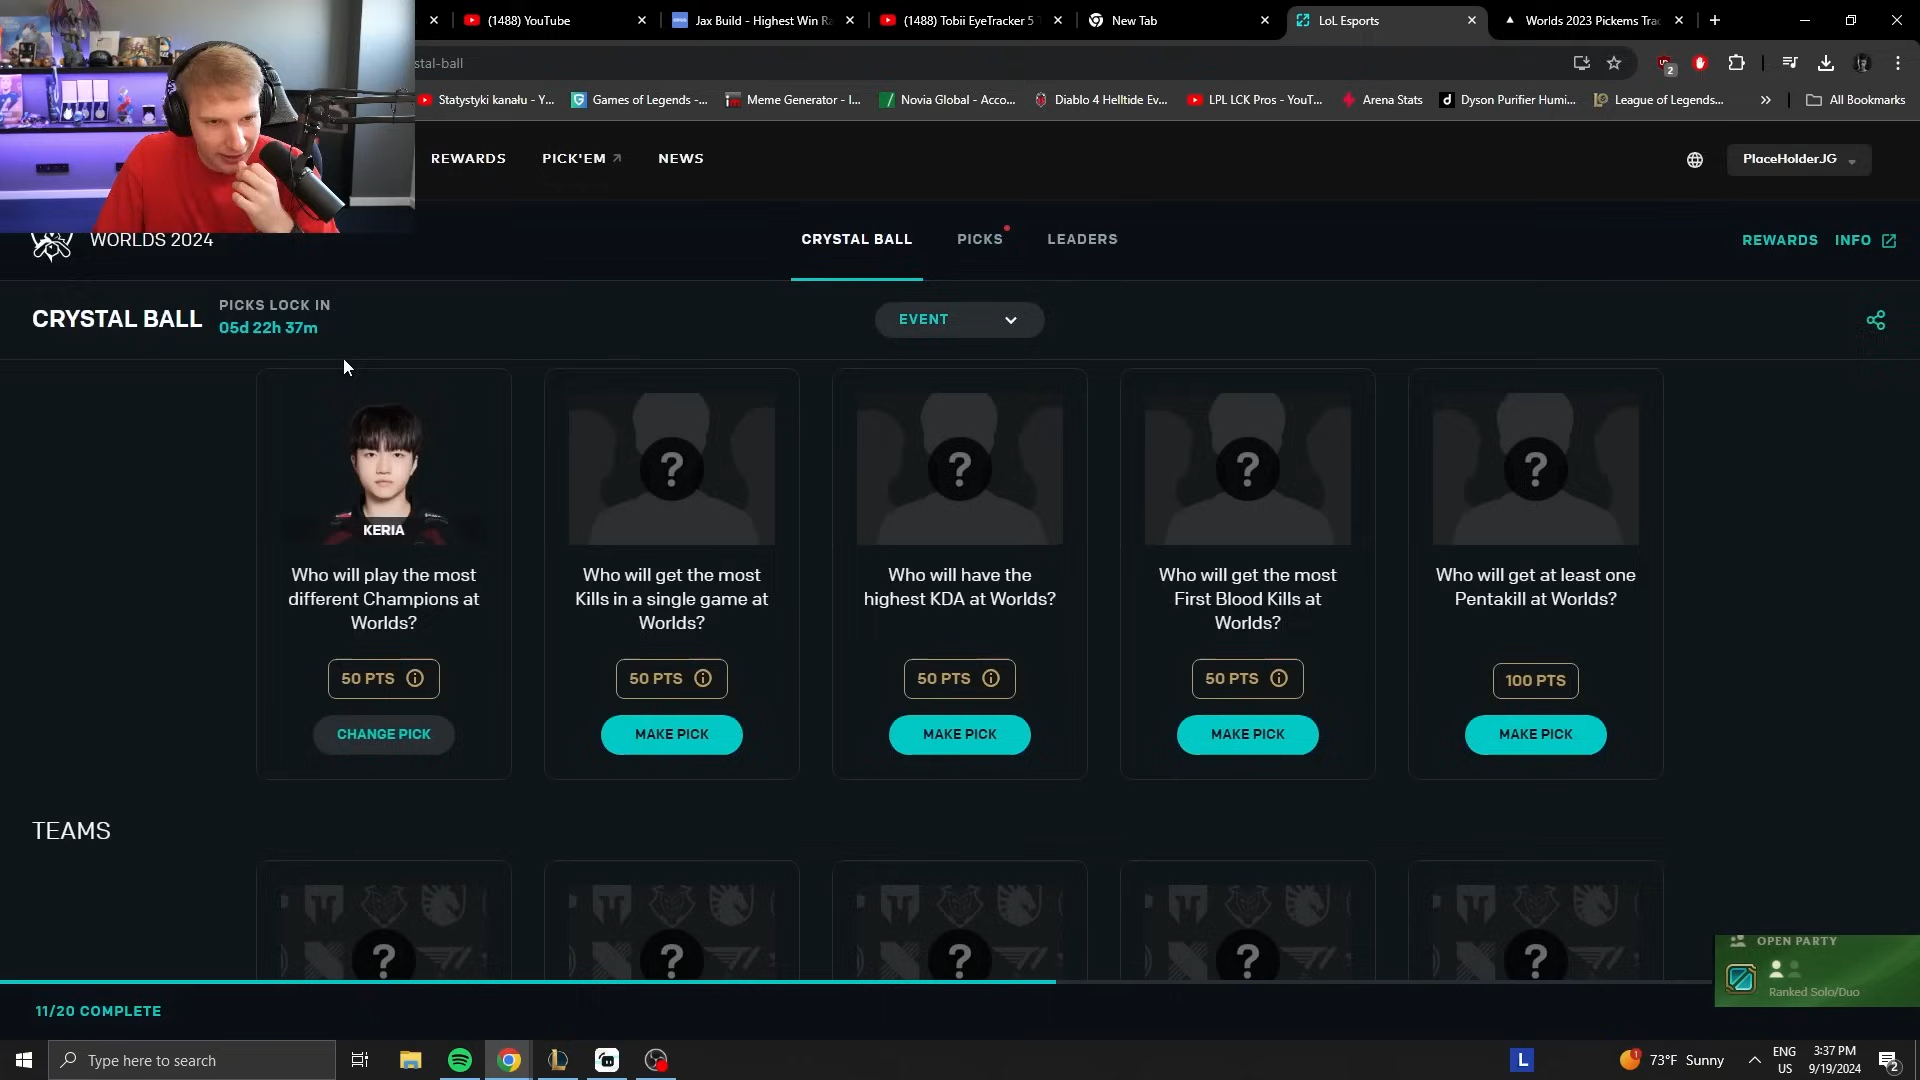 (1488) YouTube
Jax Build - Highest Win Ra
(1488) Tobii EyeTracker 5
New Tab
LoL Esports
Worlds 2023 Pickems Trac
stal-ball
2
Statystyki kanału - Y...
Games of Legends -...
Meme Generator - I...
Novia Global - Acco...
Diablo 4 Helltide Ev...
LPL LCK Pros - YouT...
Arena Stats
Dyson Purifier Humi...
League of Legends...
All Bookmarks
REWARDS
PICK'EM
NEWS
PlaceHolderJG
WORLDS 2024
CRYSTAL BALL
PICKS
LEADERS
REWARDS
INFO
CRYSTAL BALL
PICKS LOCK IN
05d 22h 37m
EVENT
KERIA
Who will play the most
different Champions at
Worlds?
50 PTS
CHANGE PICK
?
Who will get the most
Kills in a single game at
Worlds?
50 PTS
MAKE PICK
?
Who will have the
highest KDA at Worlds?
50 PTS
MAKE PICK
?
Who will get the most
First Blood Kills at
Worlds?
50 PTS
MAKE PICK
?
Who will get at least one
Pentakill at Worlds?
100 PTS
MAKE PICK
TEAMS
?
?
?
?
?
OPEN PARTY
Ranked Solo/Duo
11/20 COMPLETE
Type here to search
L
1
73°F Sunny
ENG
US
3:37 PM
9/19/2024
2